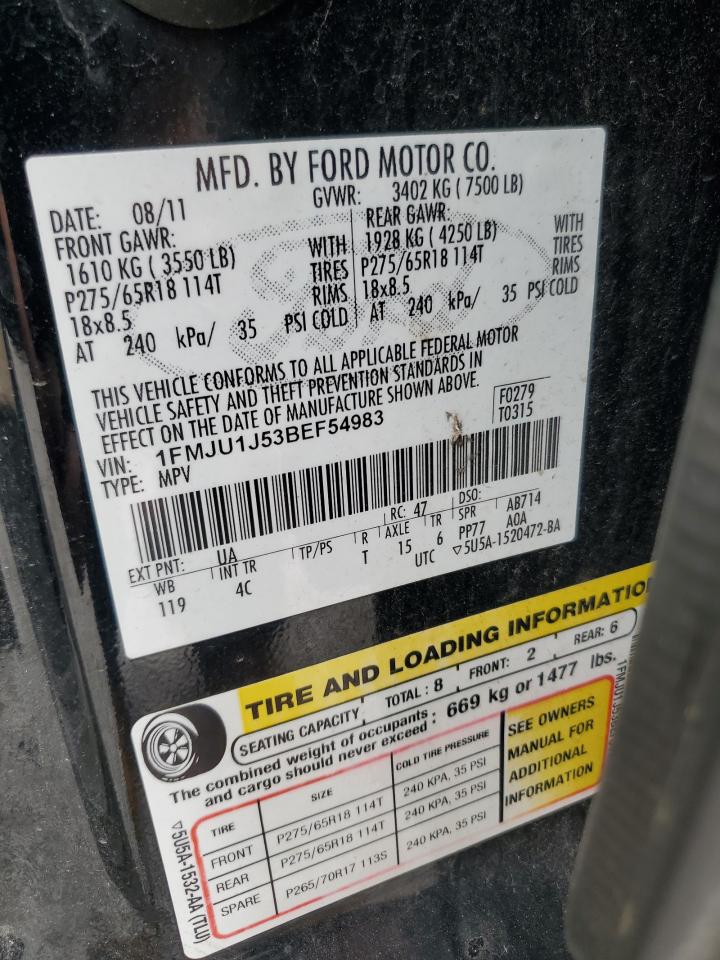 MFD. BY FORD MOTOR CO.
DATE: 08/11 GVWR: 3402 KG ( 7500 LB)
FRONT GAWR: REAR GAWR:
1610 KG ( 3550 LB) WITH 1928 KG ( 4250 LB) WITH
P275/65R18 114T TIRES P275/65R18 114T TIRES
18x8.5 RIMS 18x8.5 RIMS
AT 240 kPa/ 35 PSI COLD AT 240 kPa/ 35 PSI COLD
THIS VEHICLE CONFORMS TO ALL APPLICABLE FEDERAL MOTOR
VEHICLE SAFETY AND THEFT PREVENTION STANDARDS IN
EFFECT ON THE DATE OF MANUFACTURE SHOWN ABOVE.
F0279
T0315
VIN: 1FMJU1J53BEF54983
TYPE: MPV
EXT PNT: UA RC: 47 DSO:
WB INT TR TP/PS R AXLE TR SPR AB714
119 4C T 15 6 PP77 AOA
UTC ▽5U5A-1520472-BA
Ford
TIRE AND LOADING INFORMATIO
SEATING CAPACITY TOTAL : 8 FRONT: 2 REAR: 6
The combined weight of occupants : 669 kg or 1477 lbs.
and cargo should never exceed :
TIRE SIZE COLD TIRE PRESSURE
FRONT P275/65R18 114T 240 KPA, 35 PSI
REAR P275/65R18 114T 240 KPA, 35 PSI
SPARE P265/70R17 113S 240 KPA, 35 PSI
SEE OWNERS
MANUAL FOR
ADDITIONAL
INFORMATION
▽5U5A-1532-AA (TLU)